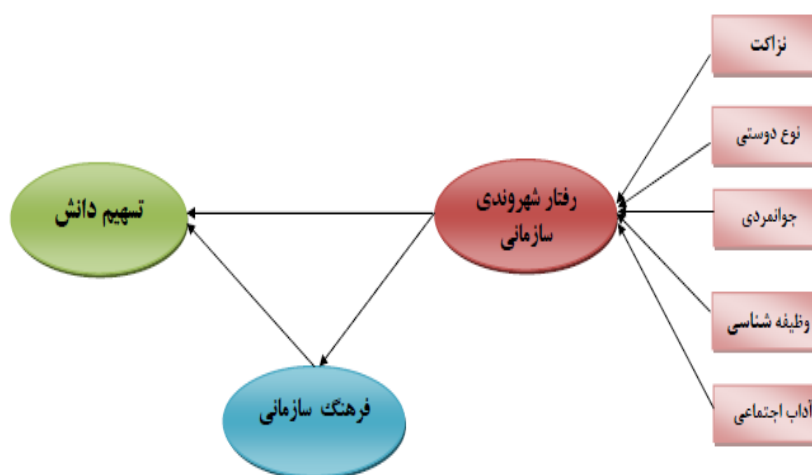 نزاکت
نوع دوستی
جوانمردی
وظیفه شناسی
آداب اجتماعی
رفتار شهروندی
سازمانی
تسهیم دانش
فرهنگ سازمانی